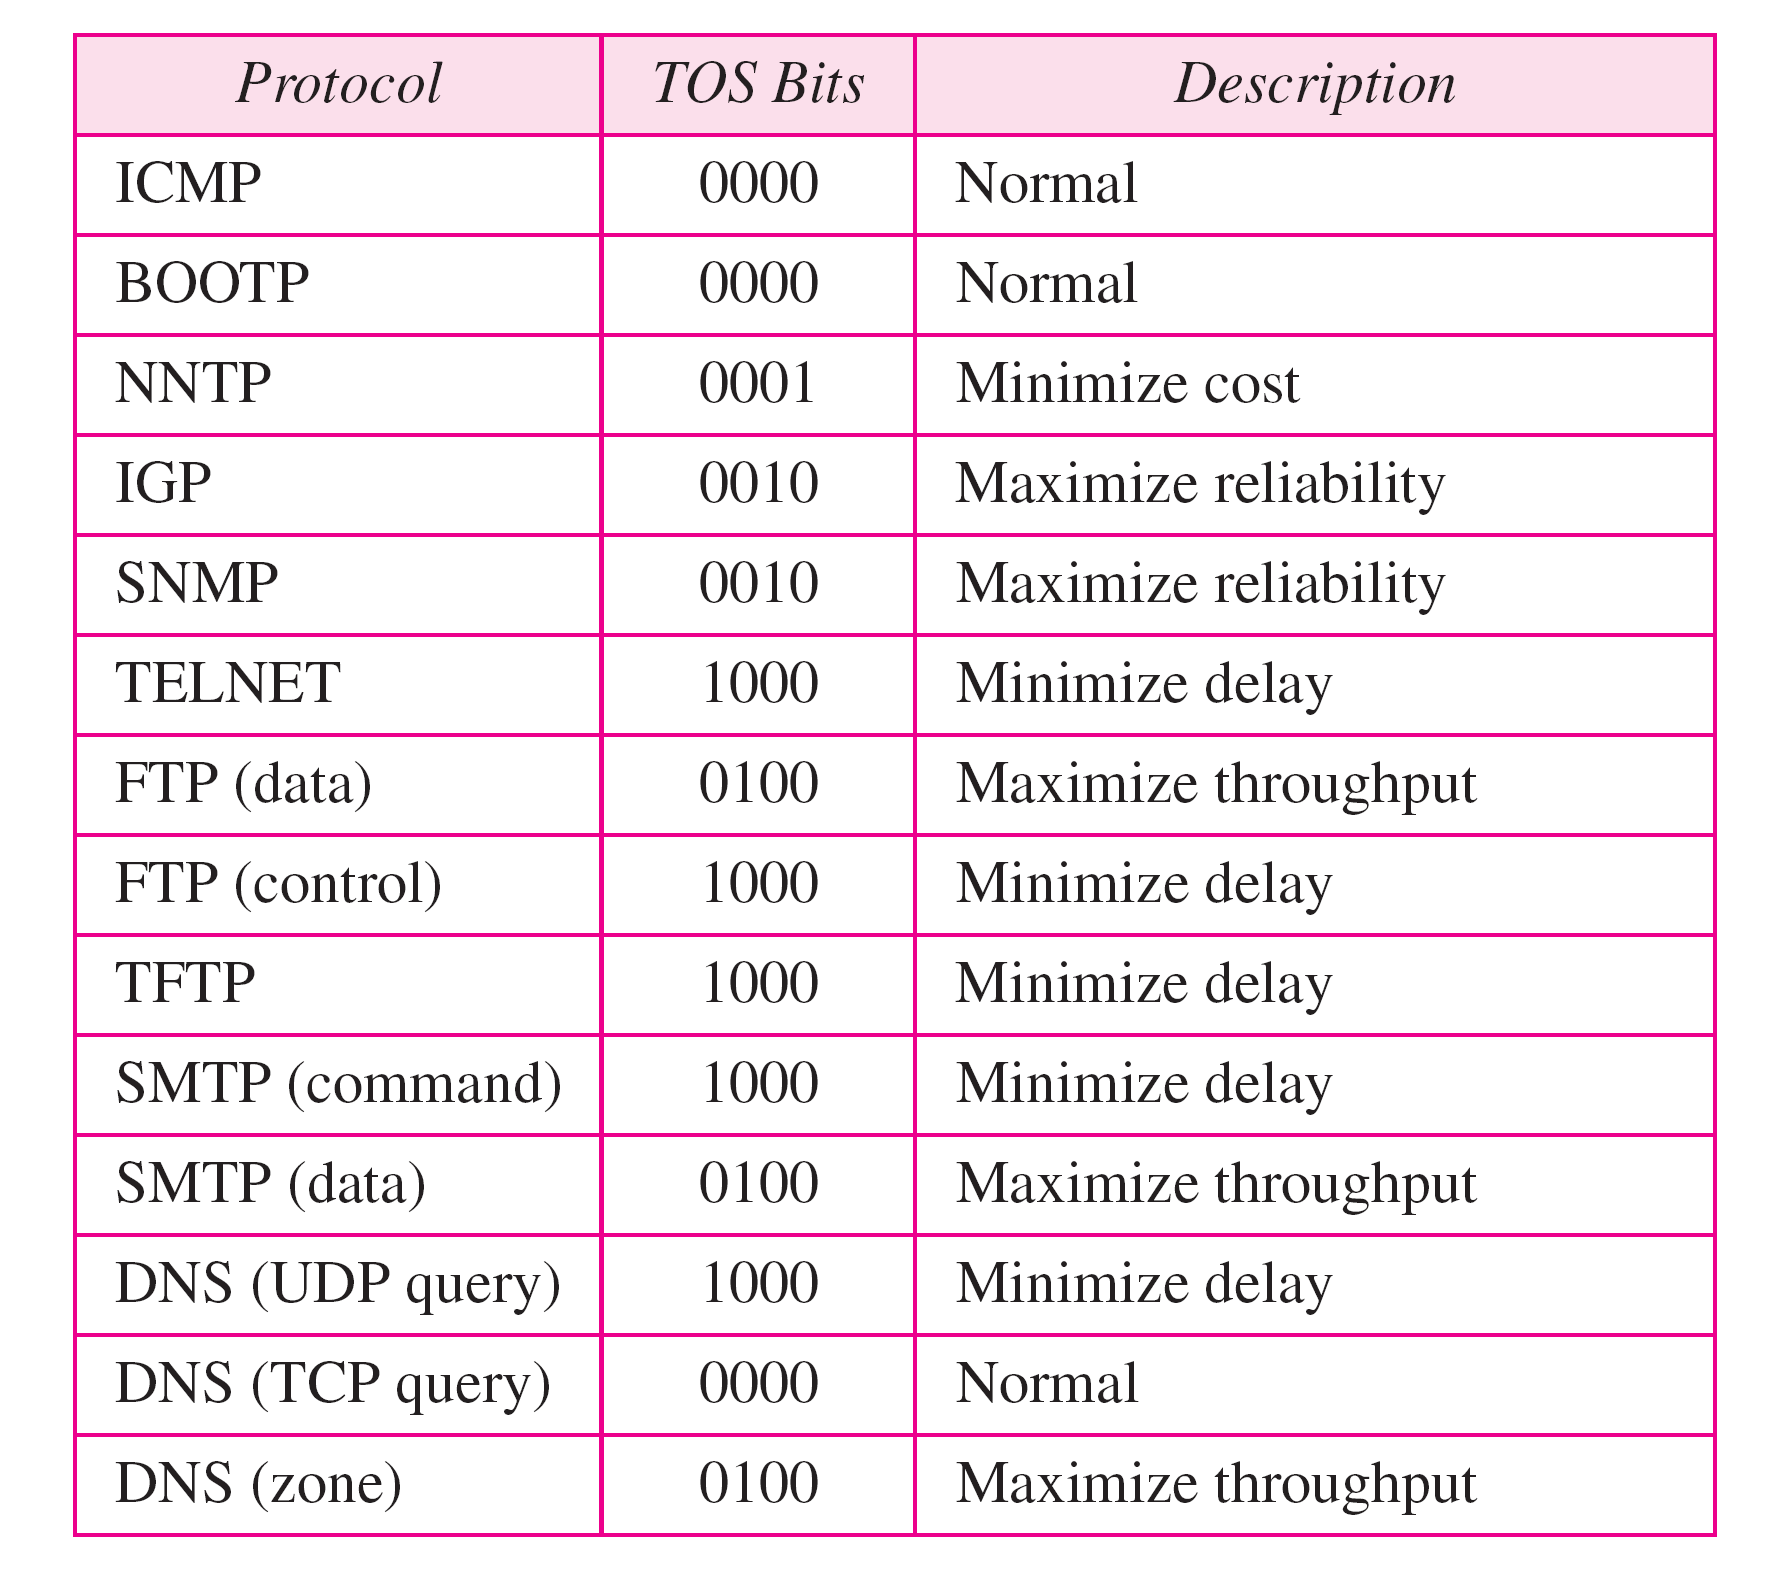 Protocol TOS Bits Description
ICMP 0000 Normal
BOOTP 0000 Normal
NNTP 0001 Minimize cost
IGP 0010 Maximize reliability
SNMP 0010 Maximize reliability
TELNET 1000 Minimize delay
FTP (data) 0100 Maximize throughput
FTP (control) 1000 Minimize delay
TFTP 1000 Minimize delay
SMTP (command) 1000 Minimize delay
SMTP (data) 0100 Maximize throughput
DNS (UDP query) 1000 Minimize delay
DNS (TCP query) 0000 Normal
DNS (zone) 0100 Maximize throughput